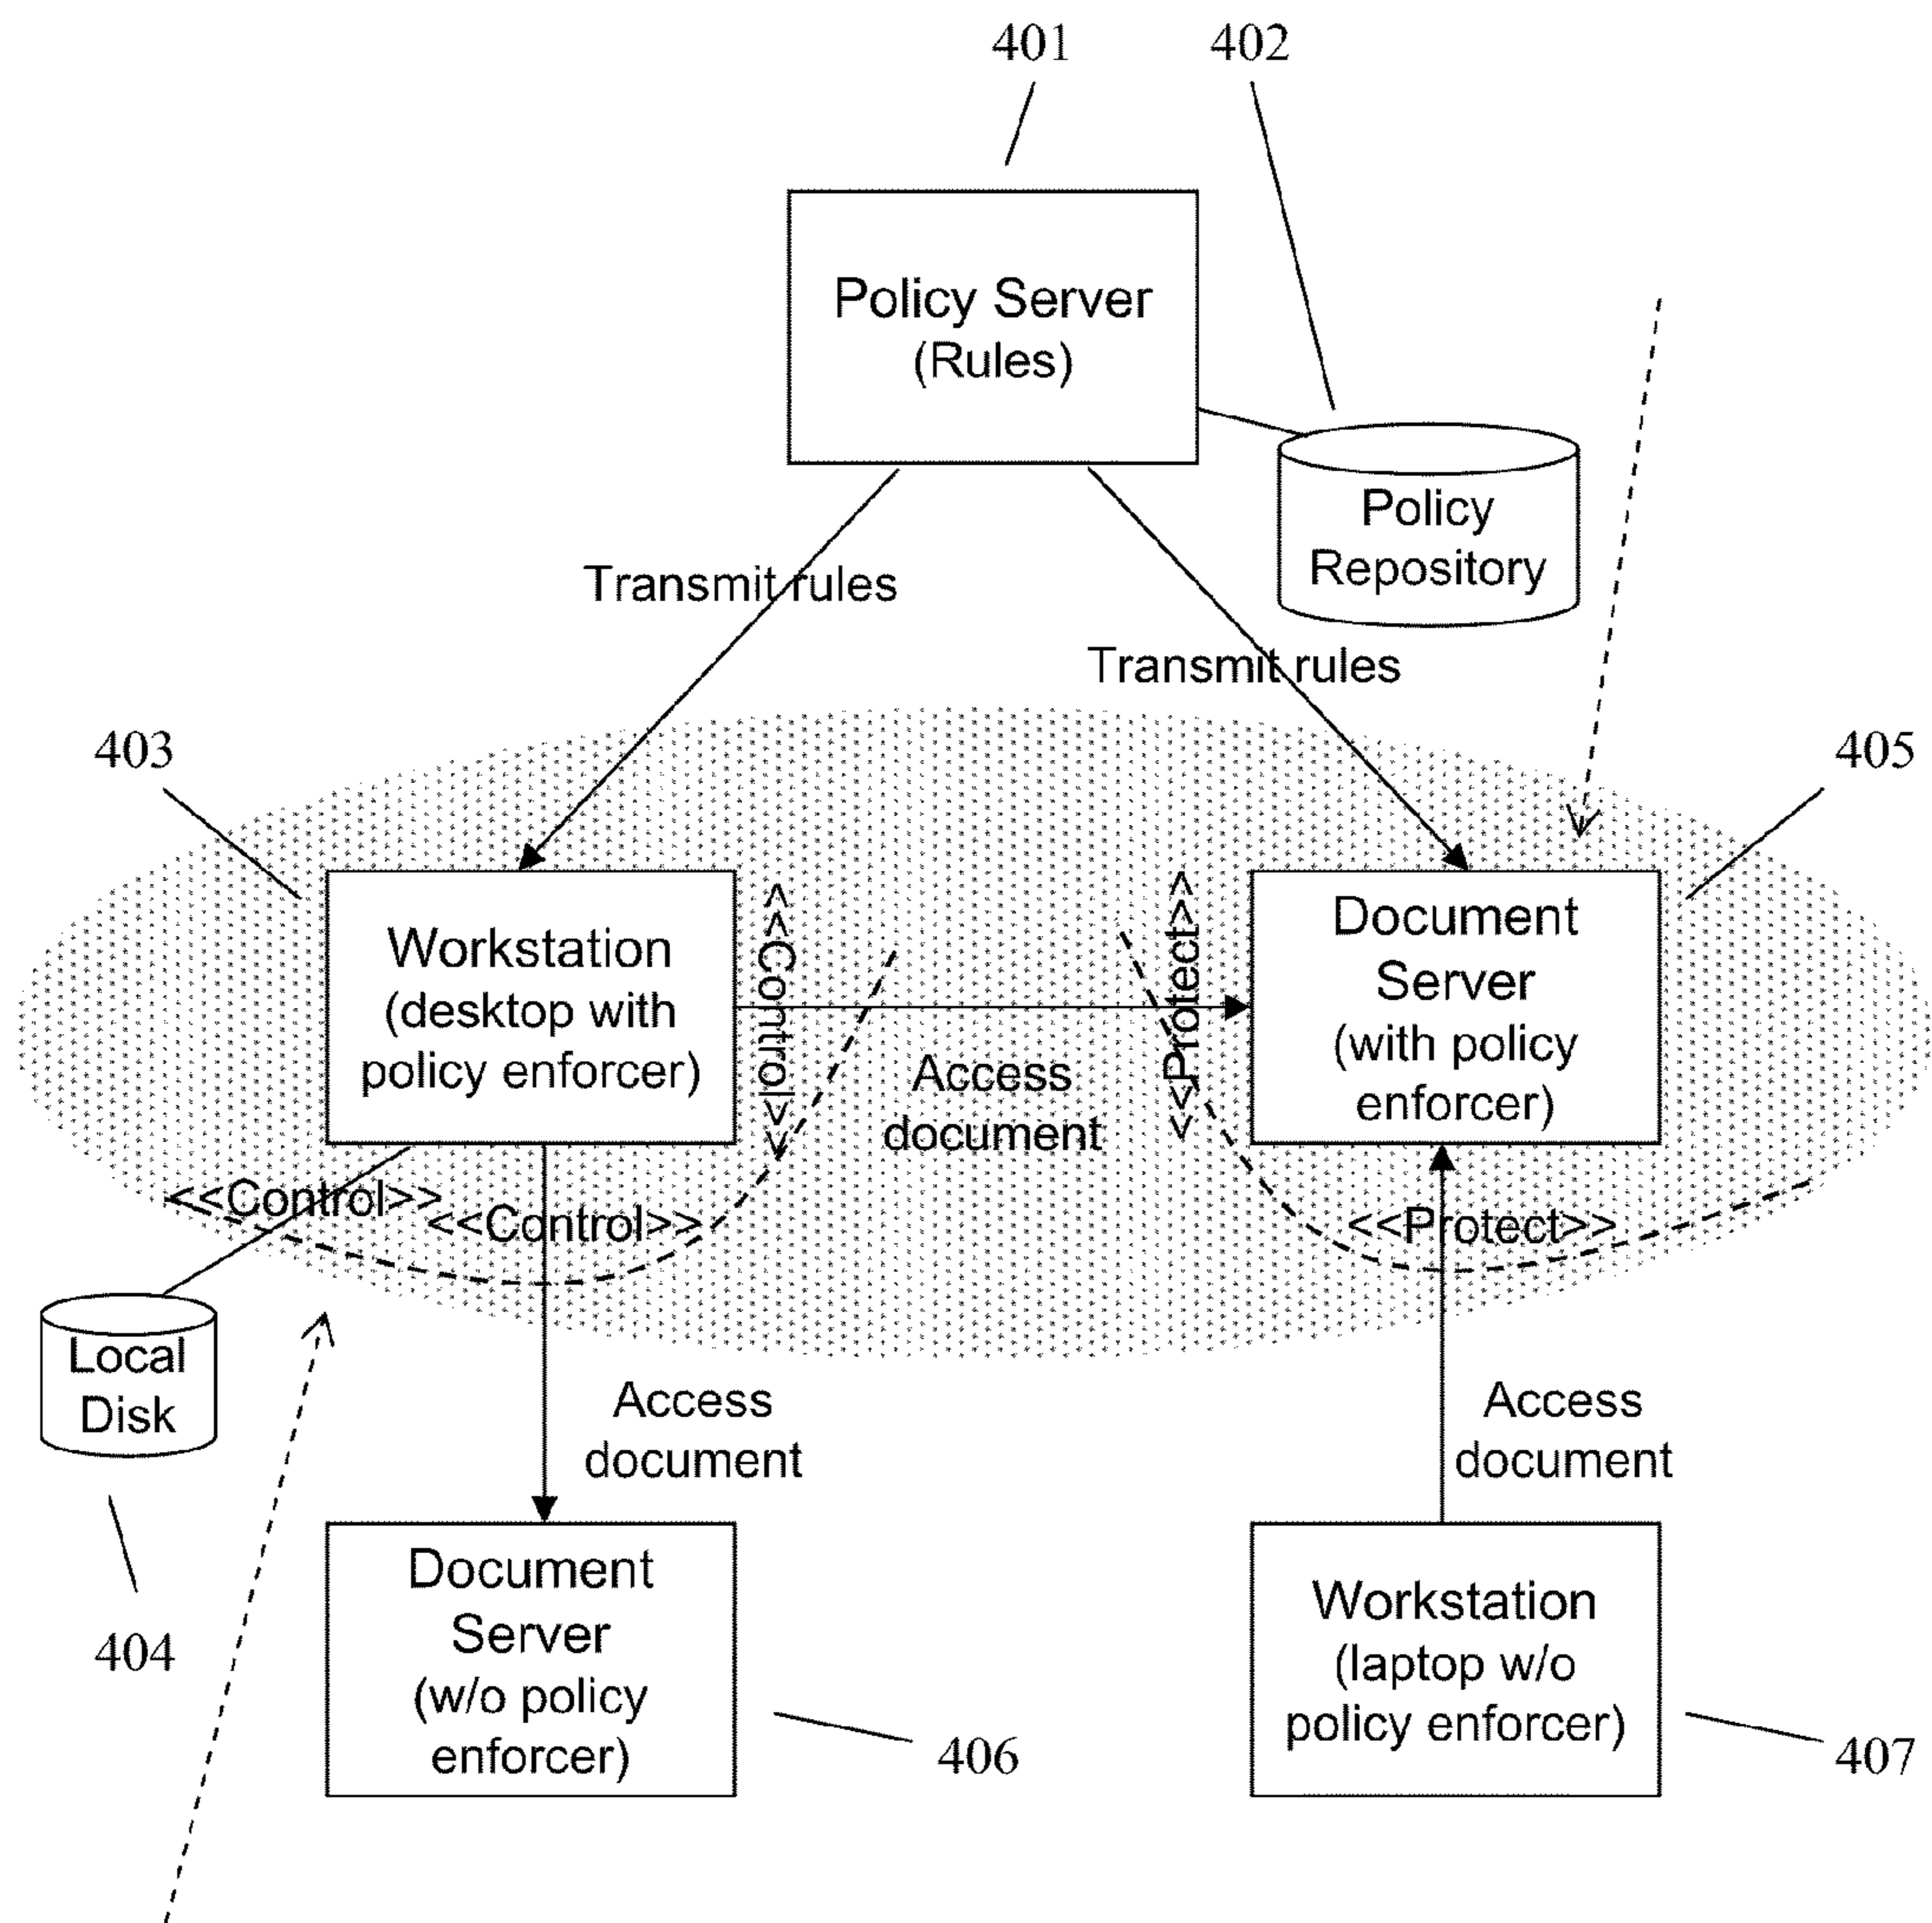 401
402
Policy Server
(Rules)
Policy
Repository
Transmit rules
Transmit rules
403
405
Workstation
(desktop with
policy enforcer)
<<Control>>
<<Protect>>
Document
Server
(with policy
enforcer)
Access
document
<<Control>>
<<Control>>
<<Protect>>
Local
Disk
Access
document
Access
document
404
Document
Server
(w/o policy
enforcer)
406
Workstation
(laptop w/o
policy enforcer)
407